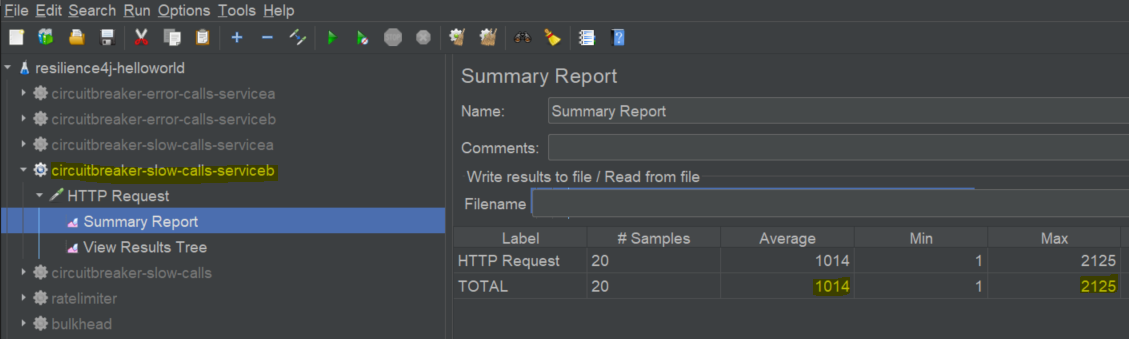 File Edit Search Run Options Tools Help
resilience4j-helloworld
circuitbreaker-error-calls-servicea
circuitbreaker-error-calls-serviceb
circuitbreaker-slow-calls-servicea
circuitbreaker-slow-calls-serviceb
HTTP Request
Summary Report
View Results Tree
circuitbreaker-slow-calls
ratelimiter
bulkhead
Summary Report
Name: Summary Report
Comments:
Write results to file / Read from file
Filename
Label # Samples Average Min Max
HTTP Request 20 1014 1 2125
TOTAL 20 1014 1 2125